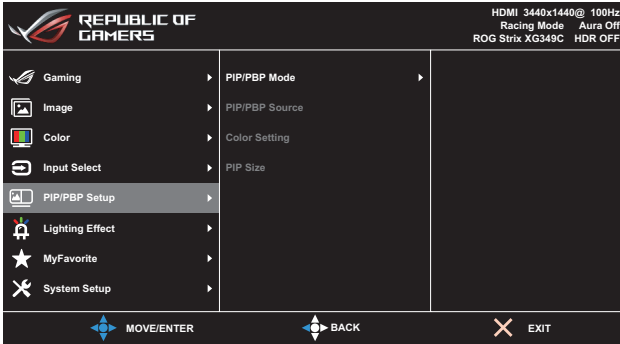 REPUBLIC OF
GAMERS
HDMI 3440x1440@ 100Hz
Racing Mode Aura Off
ROG Strix XG349C HDR OFF
Gaming
Image
Color
Input Select
PIP/PBP Setup
Lighting Effect
MyFavorite
System Setup
PIP/PBP Mode
PIP/PBP Source
Color Setting
PIP Size
MOVE/ENTER
BACK
EXIT